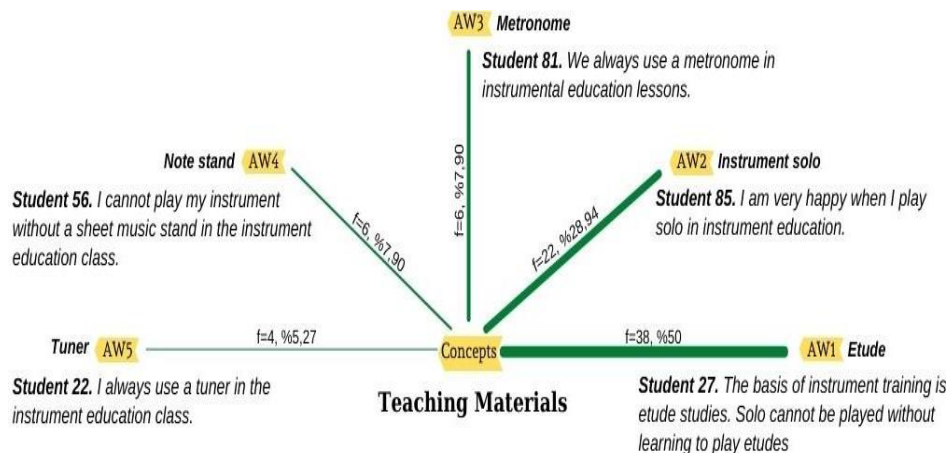 AW3 Metronome
Student 81. We always use a metronome in
instrumental education lessons.
f=6, %7,90
Note stand AW4
Student 56. I cannot play my instrument
without a sheet music stand in the instrument
education class.
f=6, %7,90
AW2 Instrument solo
Student 85. I am very happy when I play
solo in instrument education.
f=22, %28,94
Tuner AW5
f=4, %5,27
Student 22. I always use a tuner in the
instrument education class.
Concepts
Teaching Materials
f=38, %50
AW1 Etude
Student 27. The basis of instrument training is
etude studies. Solo cannot be played without
learning to play etudes